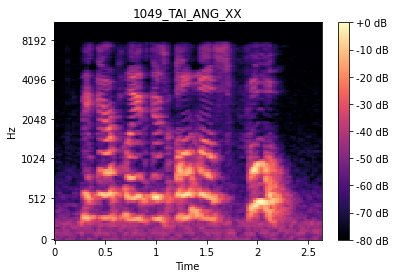 1049_TAI_ANG_XX
+0 dB
8192
-10 dB
4096
-20 dB
-30 dB
2048
Hz
-40 dB
1024
-50 dB
512
-60 dB
-70 dB
0
-80 dB
0 0.5 1 1.5 2 2.5
Time